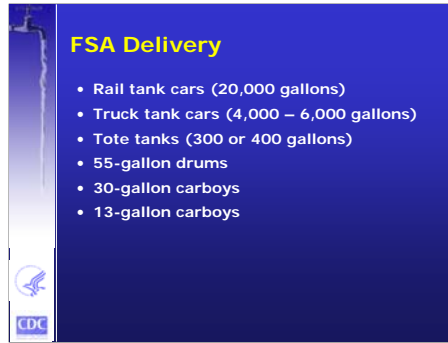 FSA Delivery
• Rail tank cars (20,000 gallons)
• Truck tank cars (4,000 – 6,000 gallons)
• Tote tanks (300 or 400 gallons)
• 55-gallon drums
• 30-gallon carboys
• 13-gallon carboys
CDC